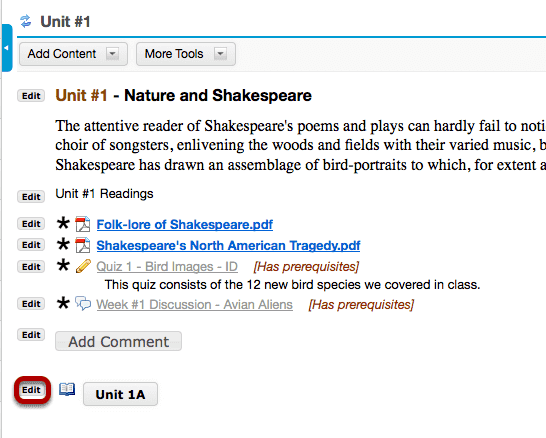 Unit #1
Add Content More Tools
Edit Unit #1 - Nature and Shakespeare
The attentive reader of Shakespeare's poems and plays can hardly fail to noti
choir of songsters, enlivening the woods and fields with their varied music, b
Shakespeare has drawn an assemblage of bird-portraits to which, for extent a
Edit Unit #1 Readings
Edit * Folk-lore of Shakespeare.pdf
Edit * Shakespeare's North American Tragedy.pdf
Edit * Quiz 1 - Bird Images - ID [Has prerequisites]
This quiz consists of the 12 new bird species we covered in class.
Edit * Week #1 Discussion - Avian Aliens [Has prerequisites]
Edit Add Comment
Edit Unit 1A